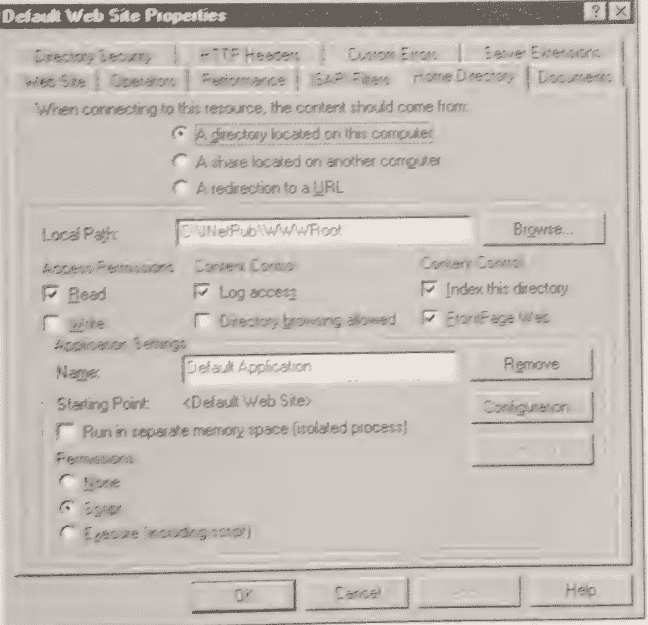 Default Web Site Properties
Directory Security HTTP Headers Custom Errors Server Extensions
Web Site Operators Performance ISAPI Filters Home Directory Documents
When connecting to this resource, the content should come from:
A directory located on this computer
A share located on another computer
A redirection to a URL
Local Path: Browse...
Access Permissions Content Control Content Control
Read Log access Index this directory
Write Directory browsing allowed FrontPage Web
Application Settings
Name: Default Application Remove
Starting Point: <Default Web Site> Configuration...
Run in separate memory space (isolated process)
Permissions
None
Script
Execute (including script)
OK Cancel Help